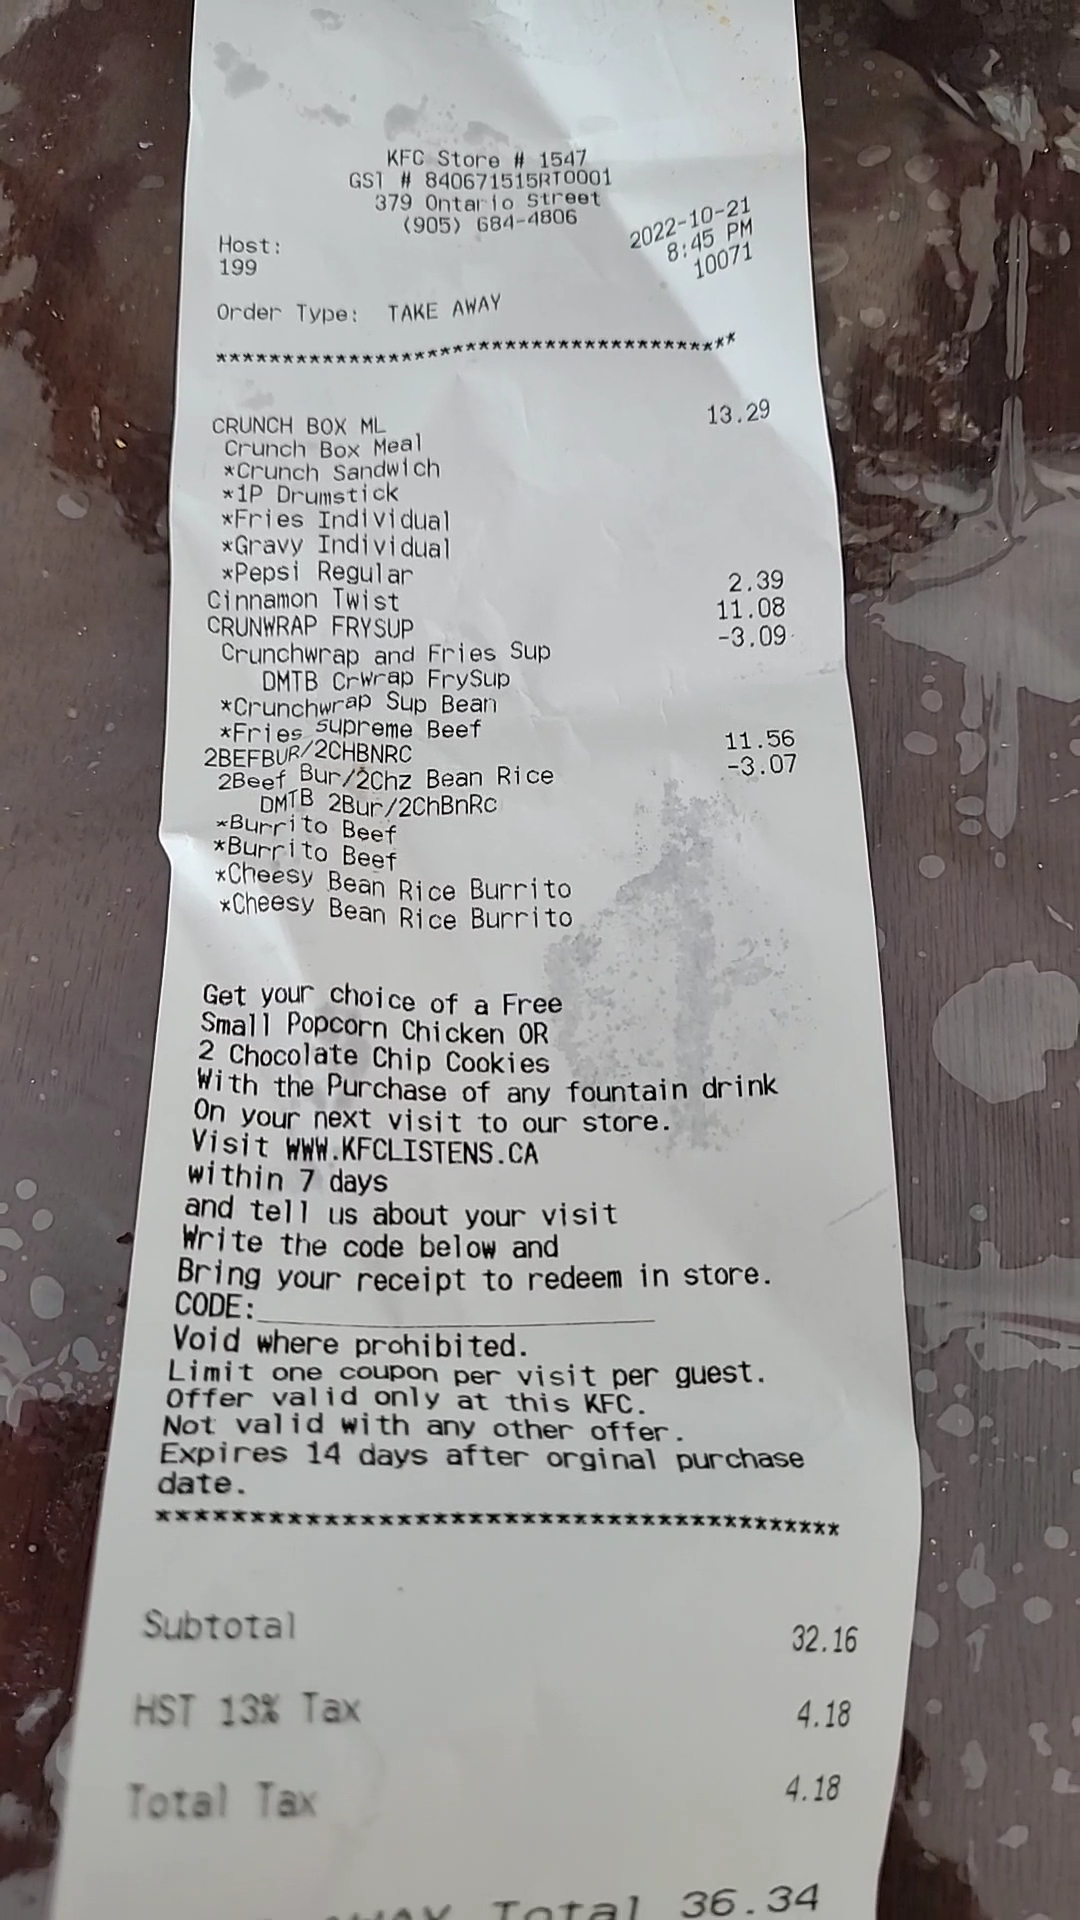 KFC Store # 1547
GST # 840671515RT0001
379 Ontario Street
(905) 684-4806
2022-10-21
8:45 PM
10071
Host:
199
Order Type: TAKE AWAY
****************************************
CRUNCH BOX ML 13.29
Crunch Box Meal
*Crunch Sandwich
*1P Drumstick
*Fries Individual
*Gravy Individual
*Pepsi Regular
Cinnamon Twist 2.39
CRUNWRAP FRYSUP 11.08
Crunchwrap and Fries Sup -3.09
DMTB CrWrap FrySup
*Crunchwrap Sup Bean
*Fries Supreme Beef
2BEFBUR/2CHBNRC 11.56
2Beef Bur/2Chz Bean Rice -3.07
DMTB 2Bur/2ChBnRc
*Burrito Beef
*Burrito Beef
*Cheesy Bean Rice Burrito
*Cheesy Bean Rice Burrito
Get your choice of a Free
Small Popcorn Chicken OR
2 Chocolate Chip Cookies
With the Purchase of any fountain drink
On your next visit to our store.
Visit WWW.KFCLISTENS.CA
within 7 days
and tell us about your visit
Write the code below and
Bring your receipt to redeem in store.
CODE:____________________
Void where prohibited.
Limit one coupon per visit per guest.
Offer valid only at this KFC.
Not valid with any other offer.
Expires 14 days after orginal purchase
date.
****************************************
Subtotal 32.16
HST 13% Tax 4.18
Total Tax 4.18
Total 36.34